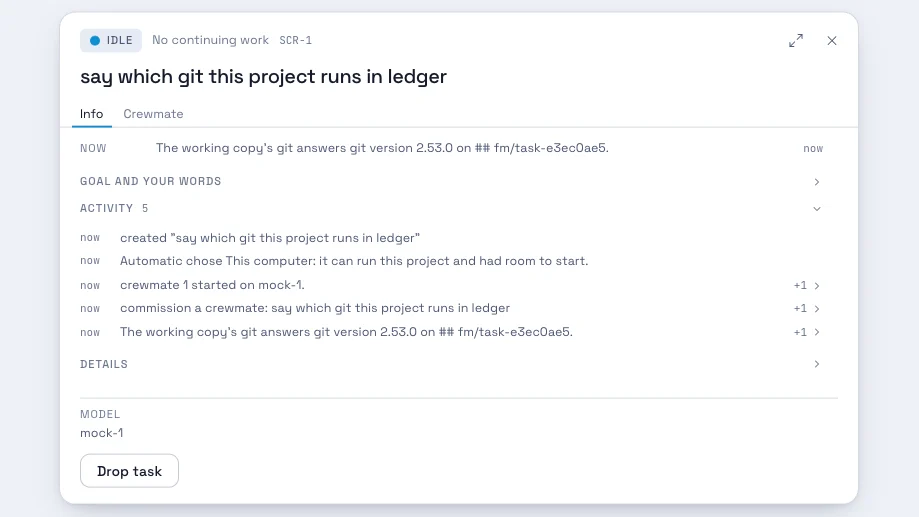 IDLE No continuing work SCR-1
say which git this project runs in ledger
Info Crewmate
NOW The working copy's git answers git version 2.53.0 on ## fm/task-e3ec0ae5. now
GOAL AND YOUR WORDS
ACTIVITY 5
now created "say which git this project runs in ledger"
now Automatic chose This computer: it can run this project and had room to start.
now crewmate 1 started on mock-1. +1
now commission a crewmate: say which git this project runs in ledger +1
now The working copy's git answers git version 2.53.0 on ## fm/task-e3ec0ae5. +1
DETAILS
MODEL
mock-1
Drop task